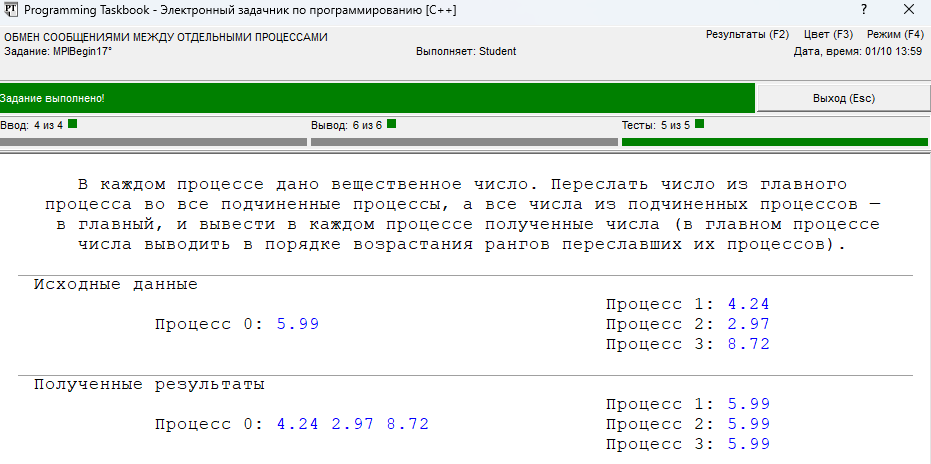 Programming Taskbook - Электронный задачник по программированию [C++]
ОБМЕН СООБЩЕНИЯМИ МЕЖДУ ОТДЕЛЬНЫМИ ПРОЦЕССАМИ
Результаты (F2) Цвет (F3) Режим (F4)
Задание: MPIBegin17° Выполняет: Student Дата, время: 01/10 13:59
Задание выполнено! Выход (Esc)
Ввод: 4 из 4 Вывод: 6 из 6 Тесты: 5 из 5
В каждом процессе дано вещественное число. Переслать число из главного
процесса во все подчиненные процессы, а все числа из подчиненных процессов —
в главный, и вывести в каждом процессе полученные числа (в главном процессе
числа выводить в порядке возрастания рангов переславших их процессов).
Исходные данные
Процесс 1: 4.24
Процесс 0: 5.99 Процесс 2: 2.97
Процесс 3: 8.72
Полученные результаты
Процесс 1: 5.99
Процесс 0: 4.24 2.97 8.72 Процесс 2: 5.99
Процесс 3: 5.99